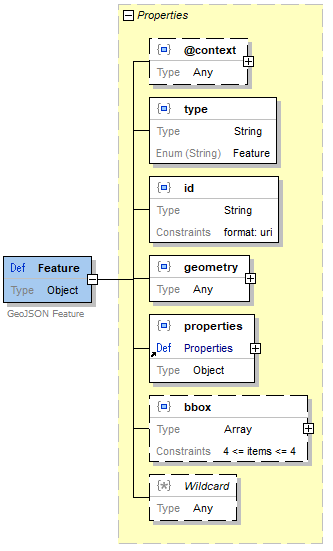 Properties
@context
Type Any
type
Type String
Enum (String) Feature
id
Type String
Constraints format: uri
Def Feature
Type Object
GeoJSON Feature
geometry
Type Any
properties
Def Properties
Type Object
bbox
Type Array
Constraints 4 <= items <= 4
Wildcard
Type Any